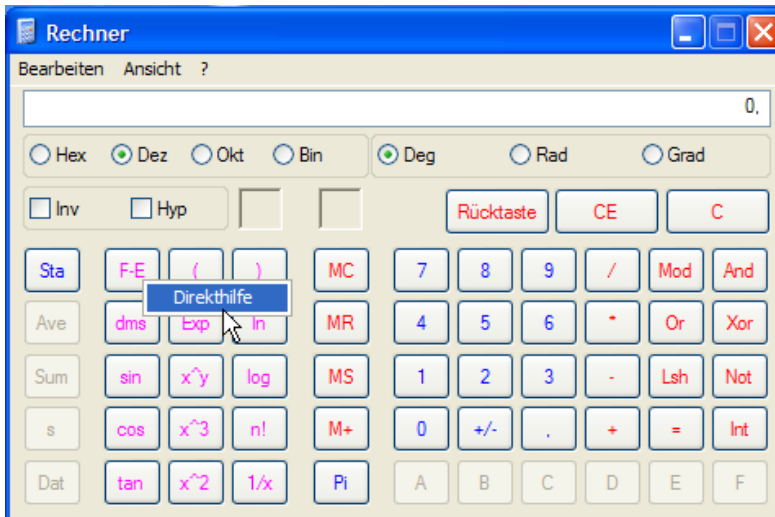 Rechner
Bearbeiten Ansicht ?
0,
Hex Dez Okt Bin Deg Rad Grad
Inv Hyp Rücktaste CE C
Sta F-E ( ) MC 7 8 9 / Mod And
Direkthilfe
Ave dms Exp ln MR 4 5 6 * Or Xor
Sum sin x^y log MS 1 2 3 - Lsh Not
s cos x^3 n! M+ 0 +/- , + = Int
Dat tan x^2 1/x Pi A B C D E F